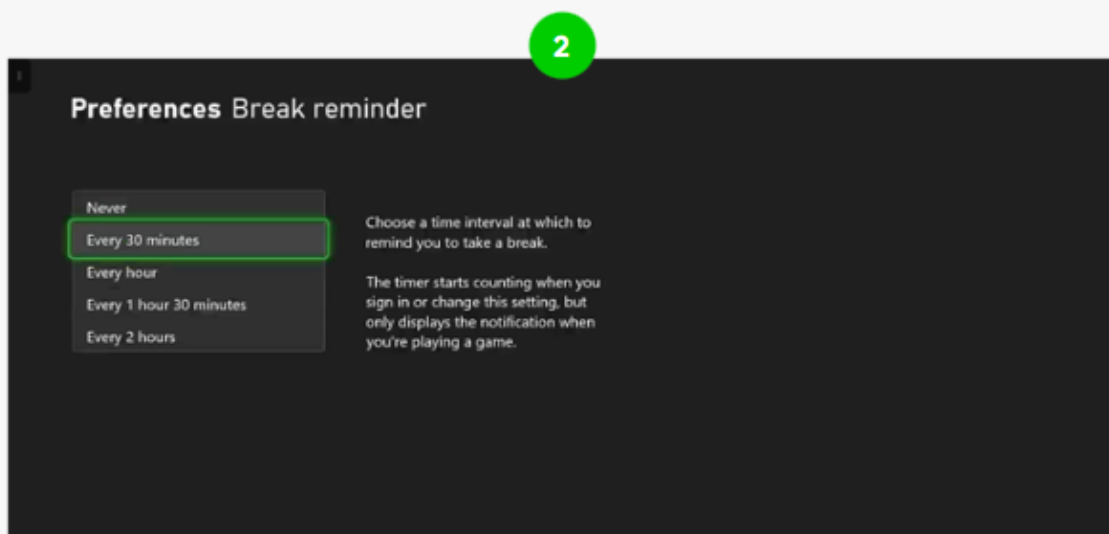 2
Preferences Break reminder
Never
Every 30 minutes
Every hour
Every 1 hour 30 minutes
Every 2 hours
Choose a time interval at which to
remind you to take a break.
The timer starts counting when you
sign in or change this setting, but
only displays the notification when
you're playing a game.